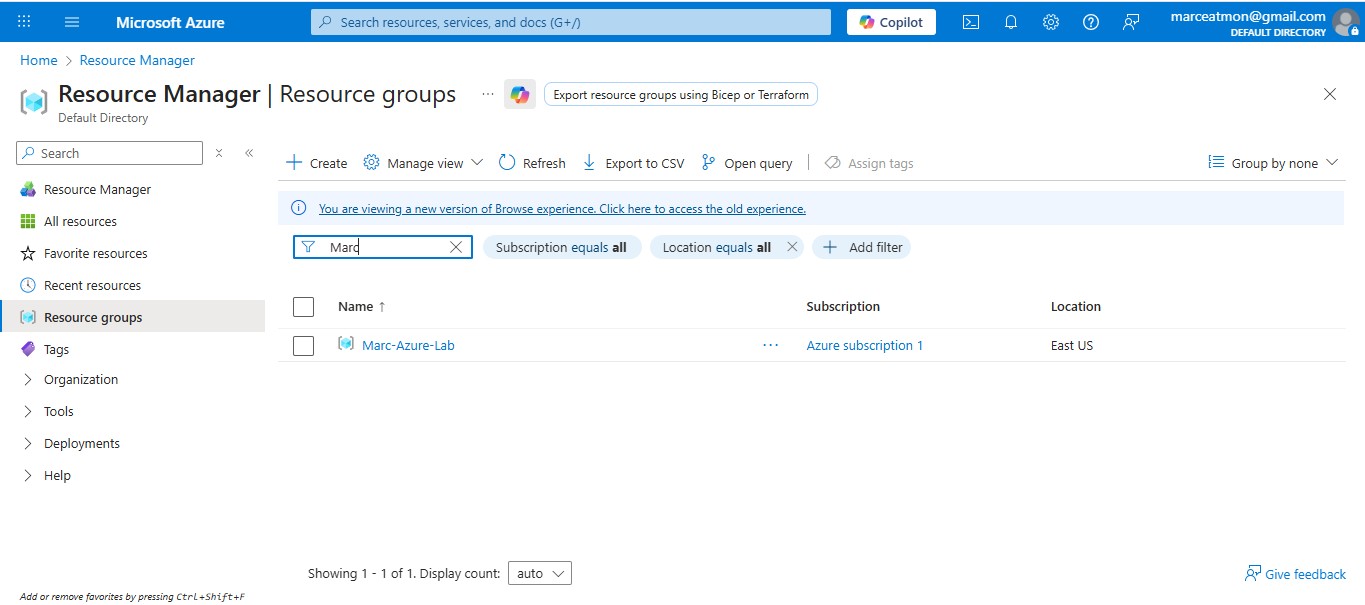 Microsoft Azure
Search resources, services, and docs (G+/)
Copilot
marceatmon@gmail.com
DEFAULT DIRECTORY
Home > Resource Manager
Resource Manager | Resource groups ...
Default Directory
Export resource groups using Bicep or Terraform
Search
Resource Manager
All resources
Favorite resources
Recent resources
Resource groups
Tags
Organization
Tools
Deployments
Help
Add or remove favorites by pressing Ctrl+Shift+F
Create Manage view Refresh Export to CSV Open query Assign tags Group by none
You are viewing a new version of Browse experience. Click here to access the old experience.
Marc Subscription equals all Location equals all Add filter
Name ↑ Subscription Location
Marc-Azure-Lab ... Azure subscription 1 East US
Showing 1 - 1 of 1. Display count: auto
Give feedback